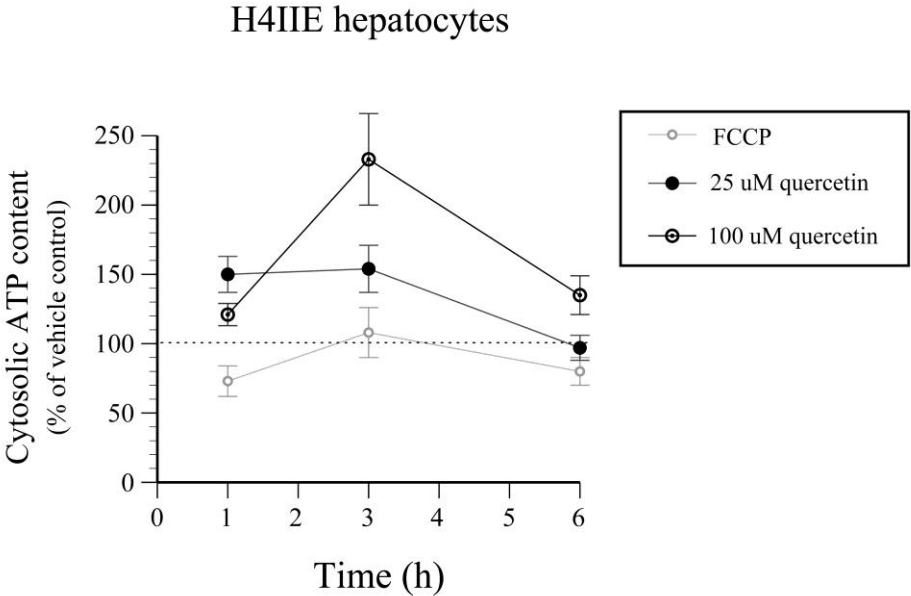 H4IIE hepatocytes
Cytosolic ATP content
(% of vehicle control)
250
200
150
100
50
0
0 1 2 3 4 5 6
Time (h)
FCCP
25 uM quercetin
100 uM quercetin